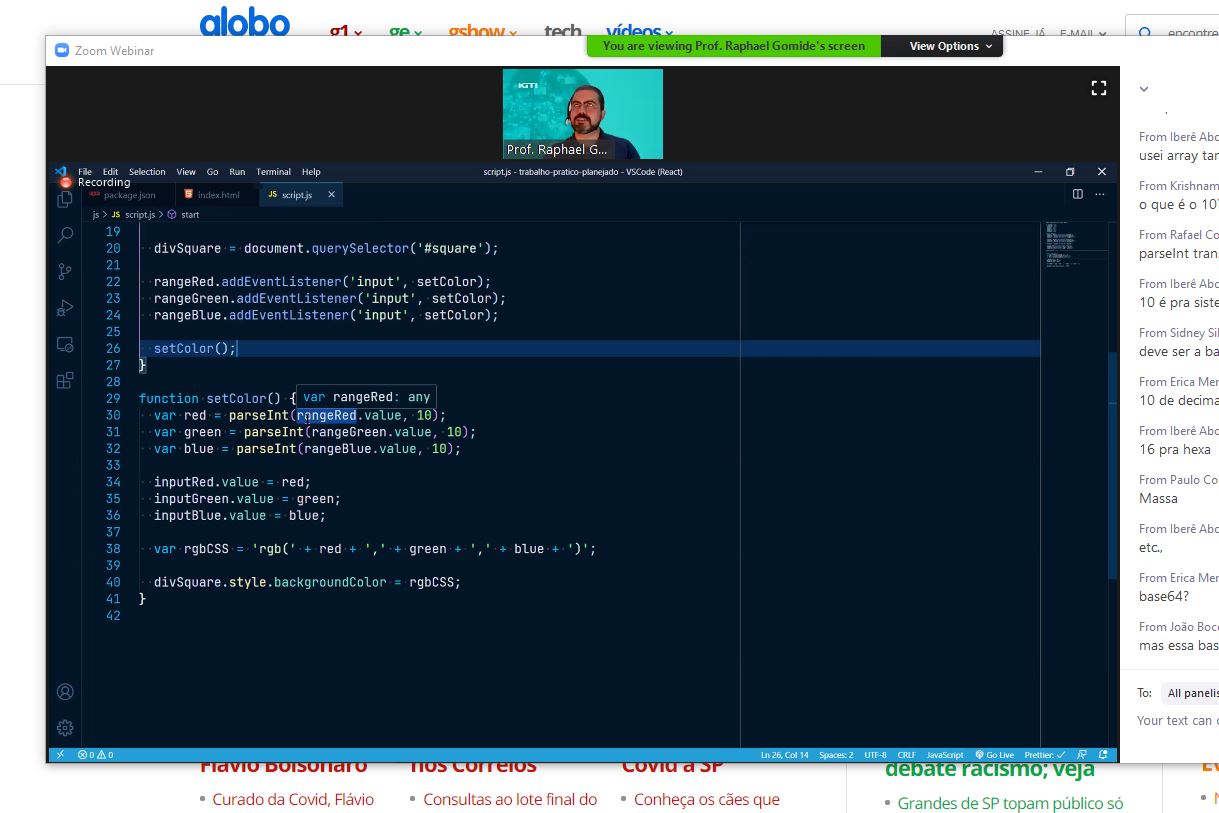 globo
g1
ge
gshow
tech
vídeos
ASSINE JÁ
E-MAIL
encontre
Zoom Webinar
You are viewing Prof. Raphael Gomide's screen
View Options
IGTI
Prof. Raphael G...
File Edit Selection View Go Run Terminal Help
script.js - trabalho-pratico-planejado - VSCode (React)
Recording
package.json
index.html
JS script.js
js > JS script.js > start
19
20 divSquare = document.querySelector('#square');
21
22 rangeRed.addEventListener('input', setColor);
23 rangeGreen.addEventListener('input', setColor);
24 rangeBlue.addEventListener('input', setColor);
25
26 setColor();
27 }
28
29 function setColor() {
var rangeRed: any
30 var red = parseInt(rangeRed.value, 10);
31 var green = parseInt(rangeGreen.value, 10);
32 var blue = parseInt(rangeBlue.value, 10);
33
34 inputRed.value = red;
35 inputGreen.value = green;
36 inputBlue.value = blue;
37
38 var rgbCSS = 'rgb(' + red + ',' + green + ',' + blue + ')';
39
40 divSquare.style.backgroundColor = rgbCSS;
41 }
42
0 0
Ln 26, Col 14 Spaces: 2 UTF-8 CRLF JavaScript Go Live Prettier: ✓
From Iberê Abo
usei array tam
From Krishnam
o que é o 10?
From Rafael Co
parseInt trans
From Iberê Abo
10 é pra siste
From Sidney Sil
deve ser a ba
From Erica Mer
10 de decima
From Iberê Abo
16 pra hexa
From Paulo Co
Massa
From Iberê Abo
etc.,
From Erica Mer
base64?
From João Boc
mas essa bas
To: All panelis
Your text can
Flávio Bolsonaro
nos Correios
Covid a SP
debate racismo; veja
Curado da Covid, Flávio
Consultas ao lote final do
Conheça os cães que
Grandes de SP topam público só